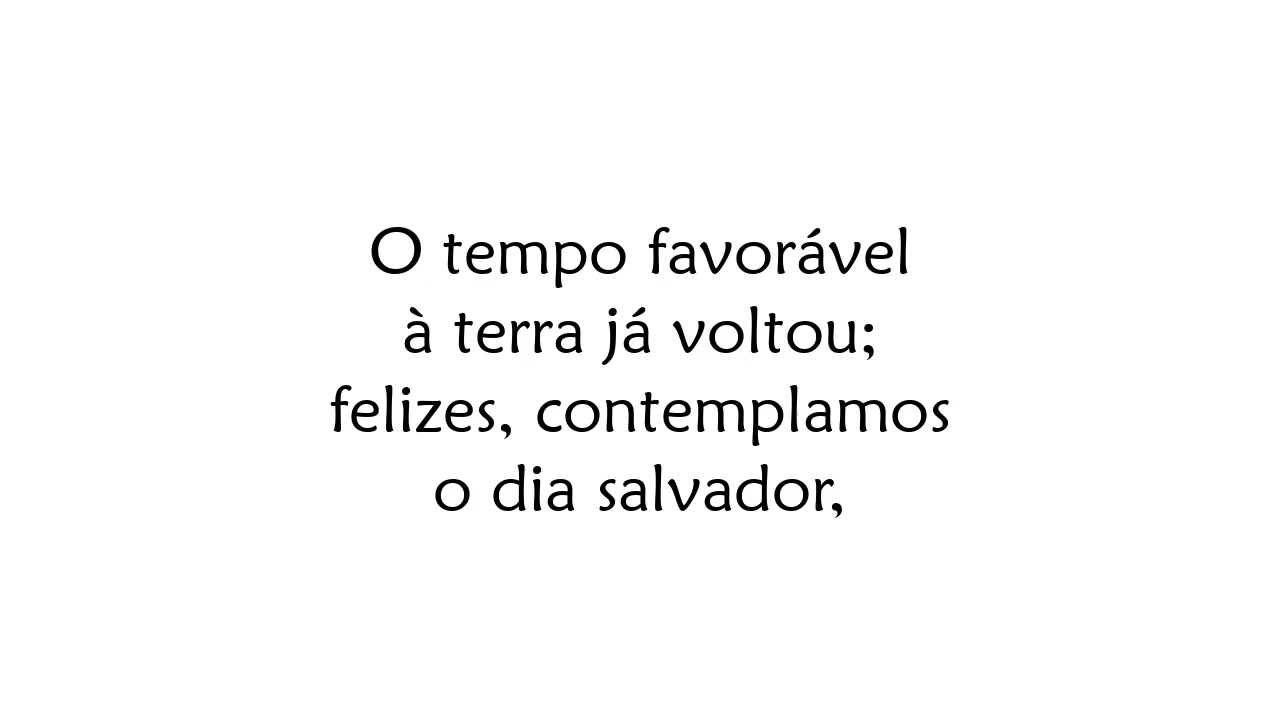 O tempo favorável
à terra já voltou;
felizes, contemplamos
o dia salvador,